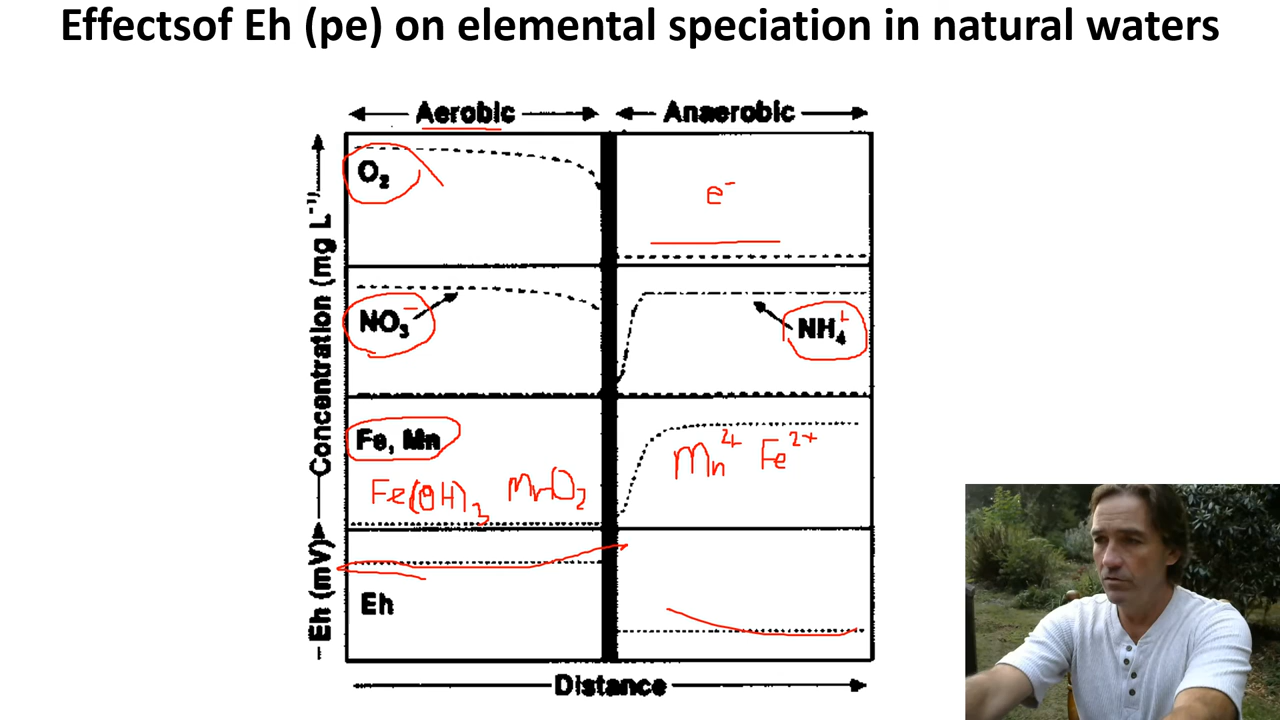 Effectsof Eh (pe) on elemental speciation in natural waters
Aerobic
Anaerobic
O₂
e⁻
NO₃⁻
NH₄⁺
Fe, Mn
Mn²⁺ Fe²⁺
Fe(OH)₃ MnO₂
Eh
Concentration (mg L⁻¹)
Eh (mV)
Distance